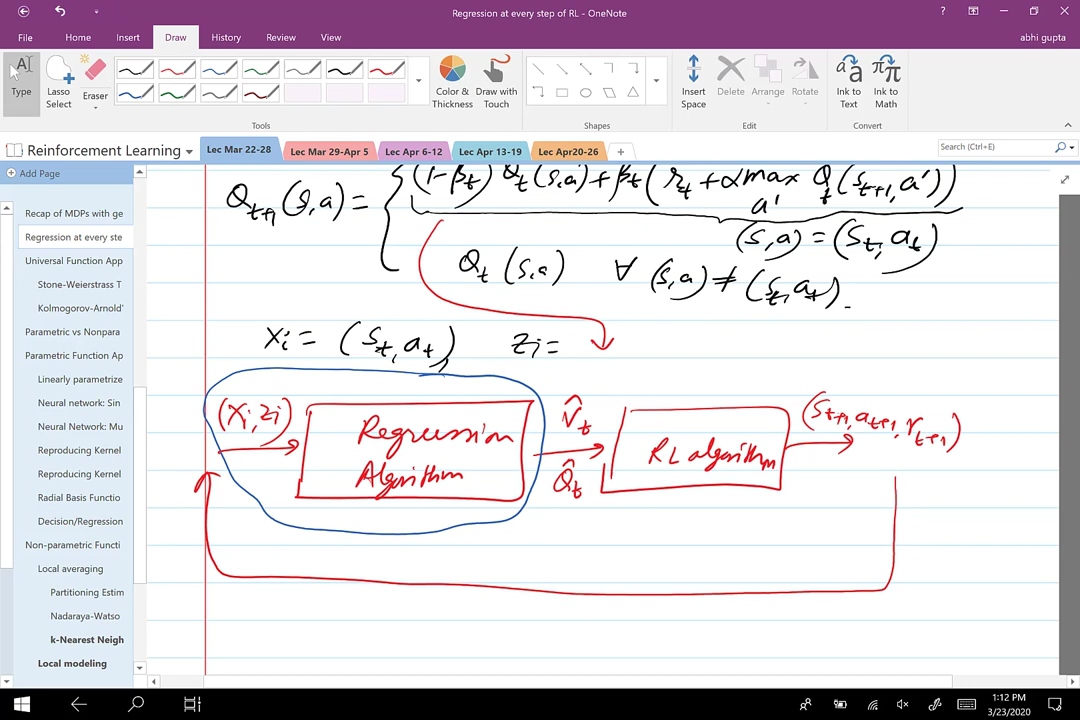 Regression at every step of RL - OneNote
File Home Insert Draw History Review View
abhi gupta
Type
Lasso Select
Eraser
Color & Thickness
Draw with Touch
Insert Space
Delete
Arrange
Rotate
Ink to Text
Ink to Math
Tools
Shapes
Edit
Convert
Reinforcement Learning
Lec Mar 22-28
Lec Mar 29-Apr 5
Lec Apr 6-12
Lec Apr 13-19
Lec Apr20-26
Search (Ctrl+E)
Add Page
Recap of MDPs with ge
Regression at every ste
Universal Function App
Stone-Weierstrass T
Kolmogorov-Arnold'
Parametric vs Nonpara
Parametric Function Ap
Linearly parametrize
Neural network: Sin
Neural Network: Mu
Reproducing Kernel
Reproducing Kernel
Radial Basis Functio
Decision/Regression
Non-parametric Functi
Local averaging
Partitioning Estim
Nadaraya-Watso
k-Nearest Neigh
Local modeling
Q_{t+1}(s,a) = { (1-β_t) Q_t(s,a) + β_t (r_t + α max_{a'} Q_t(s_{t+1}, a'))
(s,a) = (s_t, a_t)
Q_t(s,a) ∀ (s,a) ≠ (s_t, a_t).
x_i = (s_t, a_t) z_i =
(x_i, z_i)
Regression Algorithm
V̂_t
Q̂_t
RL algorithm
(s_{t+1}, a_{t+1}, r_{t+1})
1:12 PM
3/23/2020